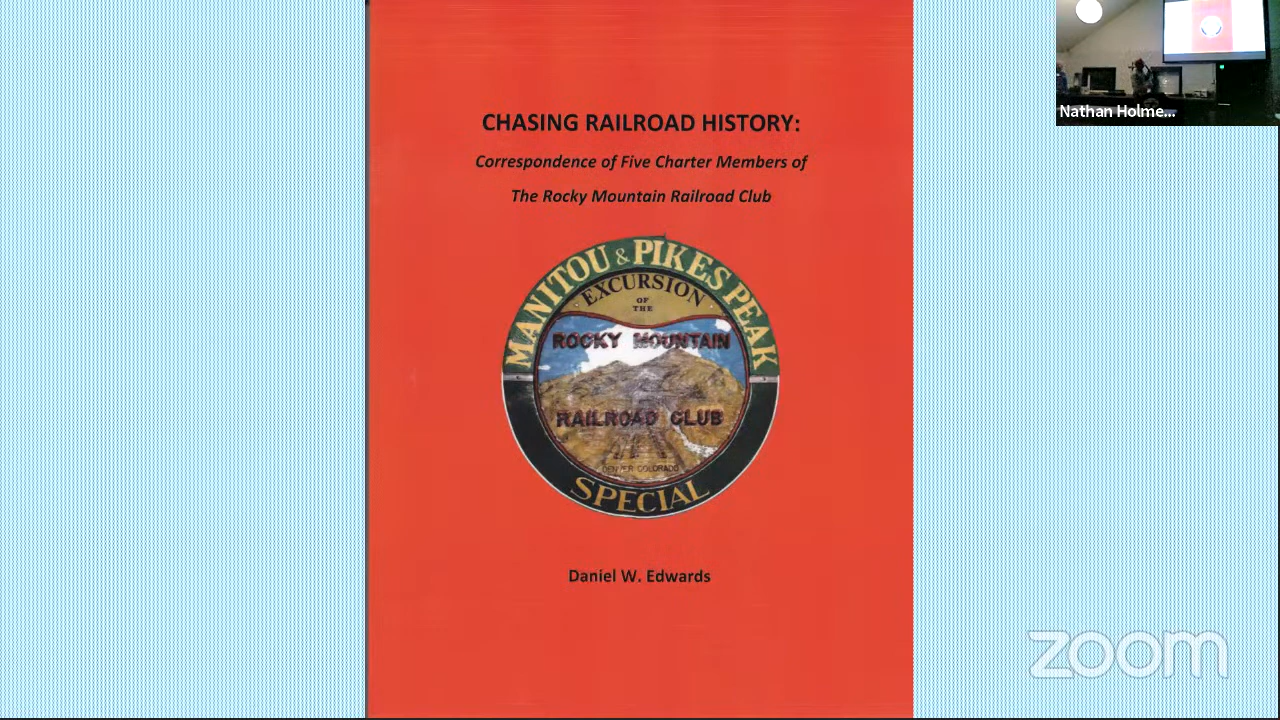 CHASING RAILROAD HISTORY:
Correspondence of Five Charter Members of
The Rocky Mountain Railroad Club
MANITOU & PIKES PEAK
EXCURSION
OF
THE
ROCKY MOUNTAIN
RAILROAD CLUB
DENVER COLORADO
SPECIAL
Daniel W. Edwards
Nathan Holme...
zoom